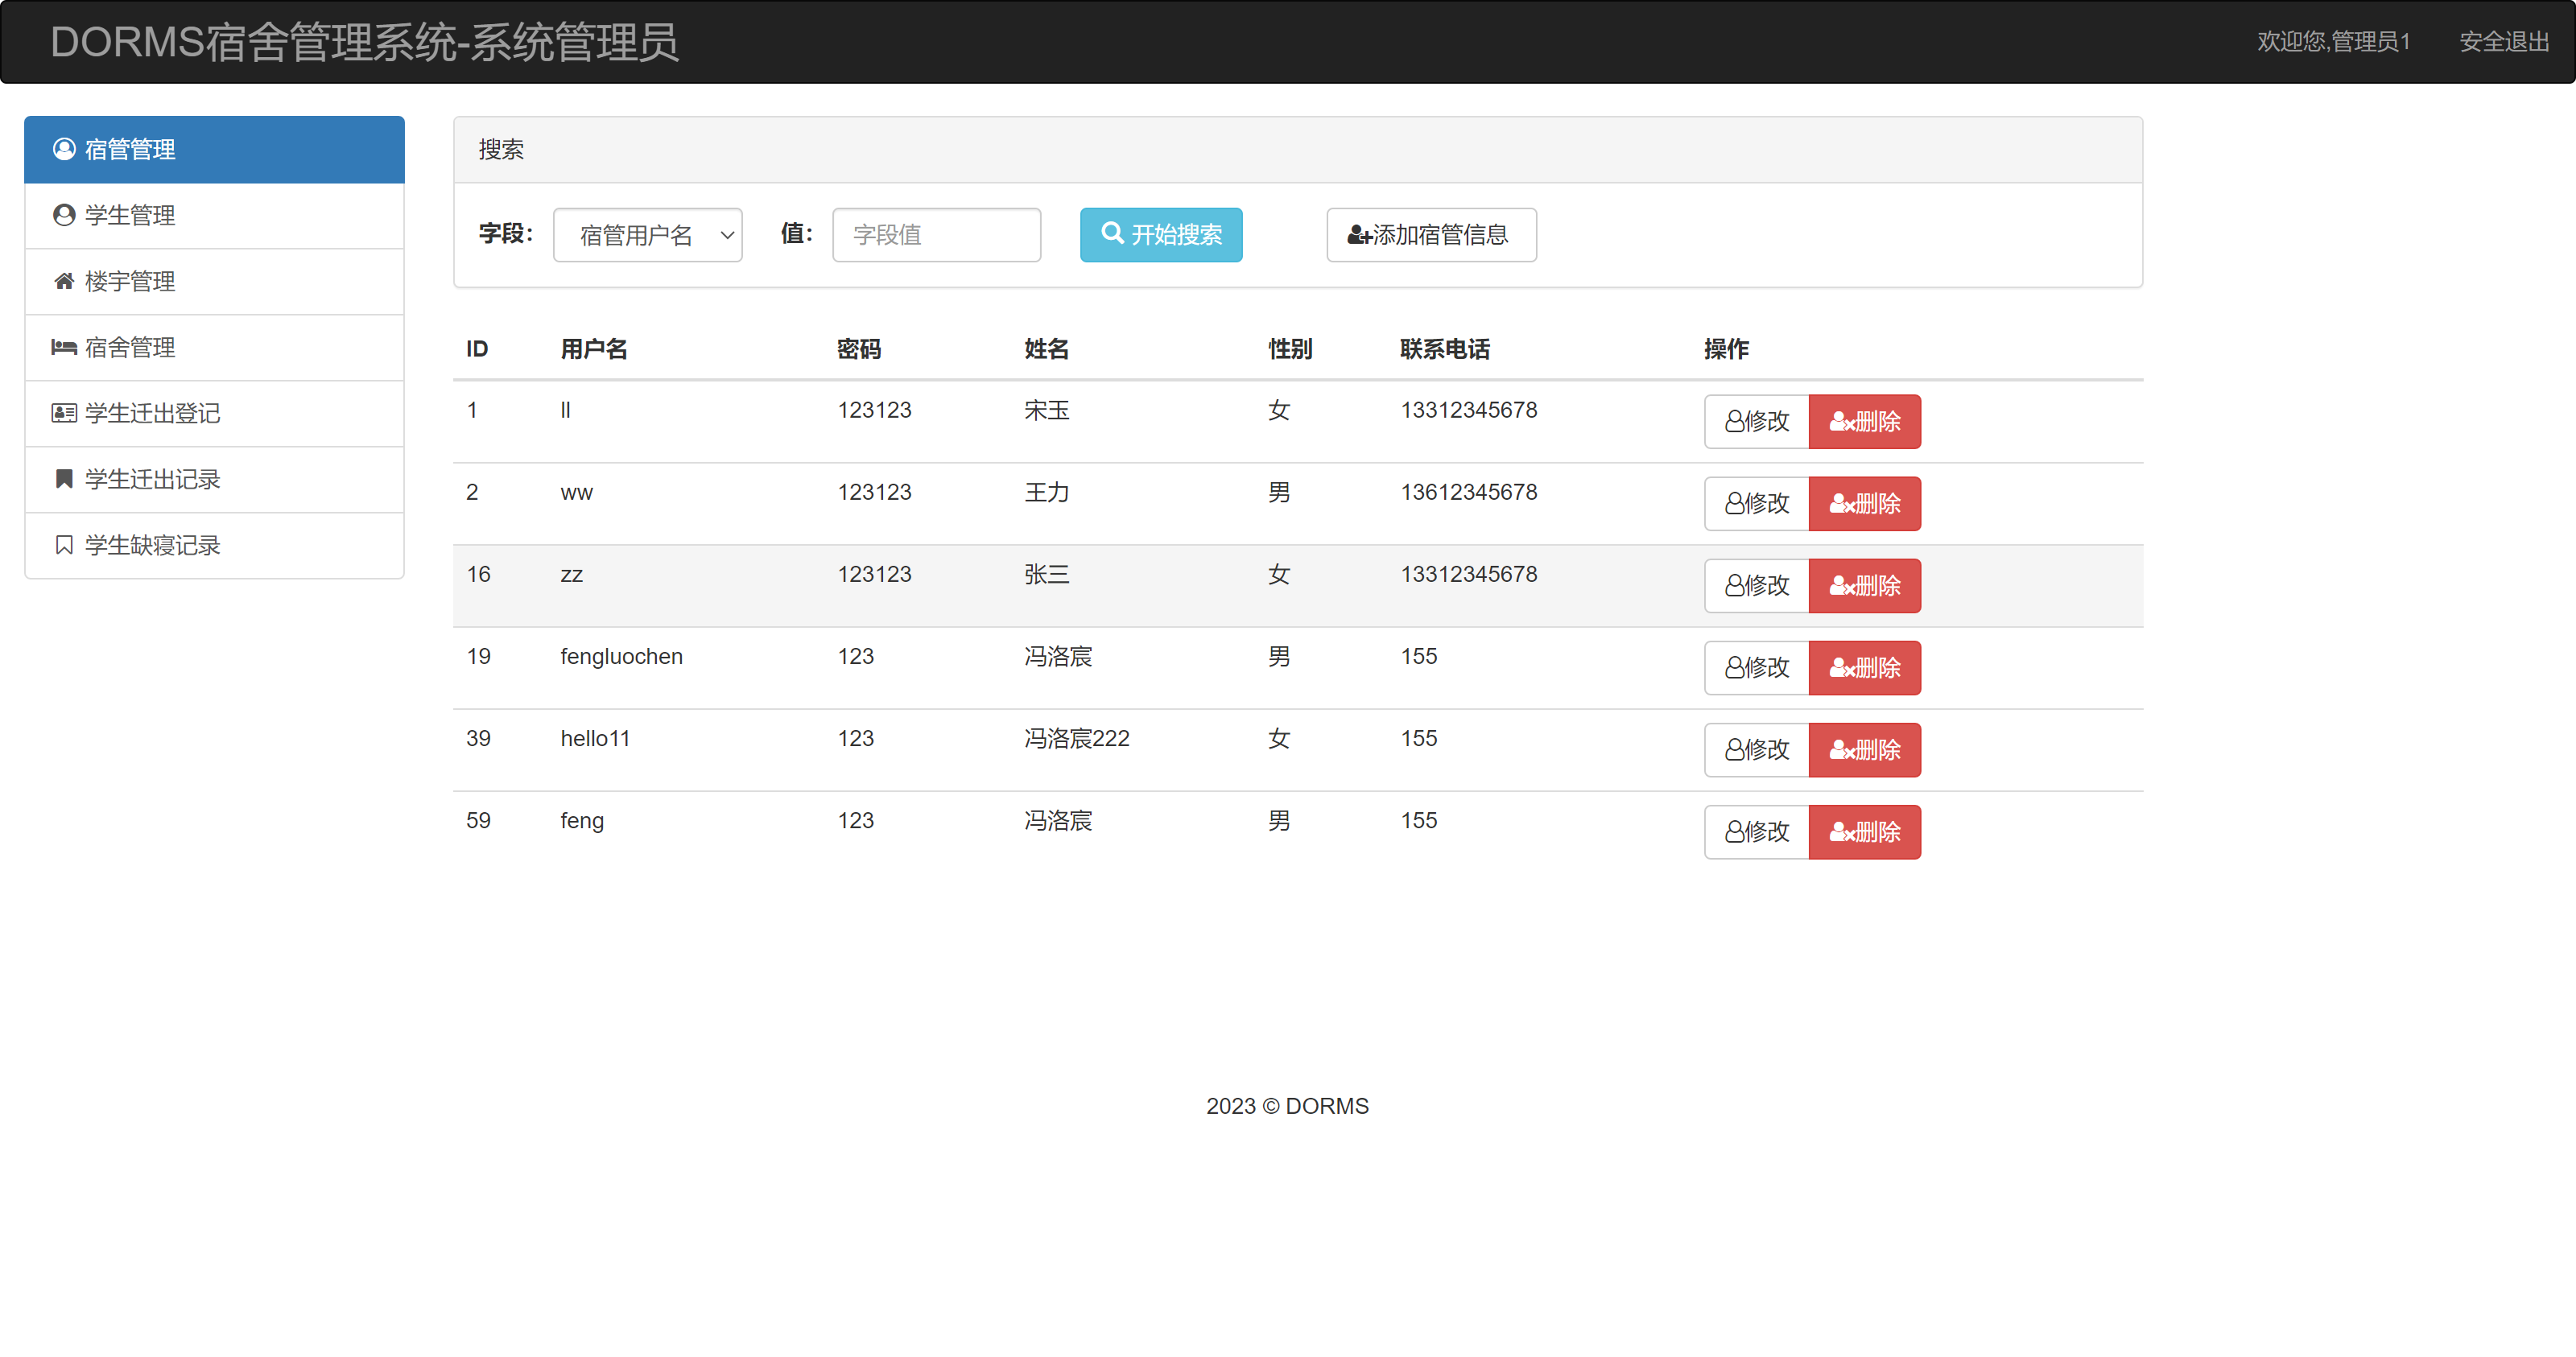 DORMS宿舍管理系统-系统管理员
欢迎您,管理员1 安全退出
宿管管理
学生管理
楼宇管理
宿舍管理
学生迁出登记
学生迁出记录
学生缺寝记录
搜索
字段： 宿管用户名 值： 字段值 开始搜索 添加宿管信息
ID 用户名 密码 姓名 性别 联系电话 操作
1 ll 123123 宋玉 女 13312345678 修改 删除
2 ww 123123 王力 男 13612345678 修改 删除
16 zz 123123 张三 女 13312345678 修改 删除
19 fengluochen 123 冯洛宸 男 155 修改 删除
39 hello11 123 冯洛宸222 女 155 修改 删除
59 feng 123 冯洛宸 男 155 修改 删除
2023 © DORMS